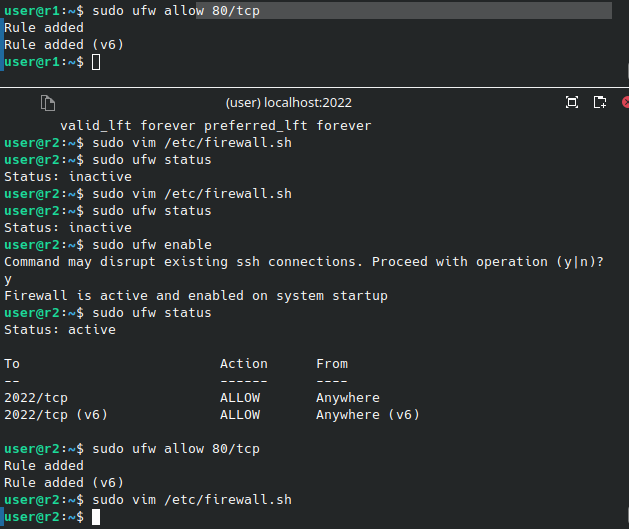 user@r1:~$ sudo ufw allow 80/tcp
Rule added
Rule added (v6)
user@r1:~$
(user) localhost:2022
valid_lft forever preferred_lft forever
user@r2:~$ sudo vim /etc/firewall.sh
user@r2:~$ sudo ufw status
Status: inactive
user@r2:~$ sudo vim /etc/firewall.sh
user@r2:~$ sudo ufw status
Status: inactive
user@r2:~$ sudo ufw enable
Command may disrupt existing ssh connections. Proceed with operation (y|n)?
y
Firewall is active and enabled on system startup
user@r2:~$ sudo ufw status
Status: active
To Action From
-- ------ ----
2022/tcp ALLOW Anywhere
2022/tcp (v6) ALLOW Anywhere (v6)
user@r2:~$ sudo ufw allow 80/tcp
Rule added
Rule added (v6)
user@r2:~$ sudo vim /etc/firewall.sh
user@r2:~$